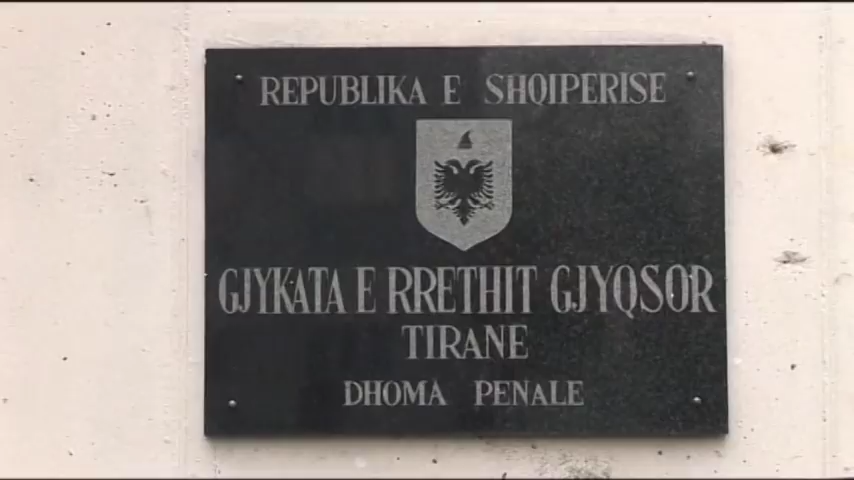 REPUBLIKA E SHQIPERISE
GJYKATA E RRETHIT GJYQSOR
TIRANE
DHOMA PENALE